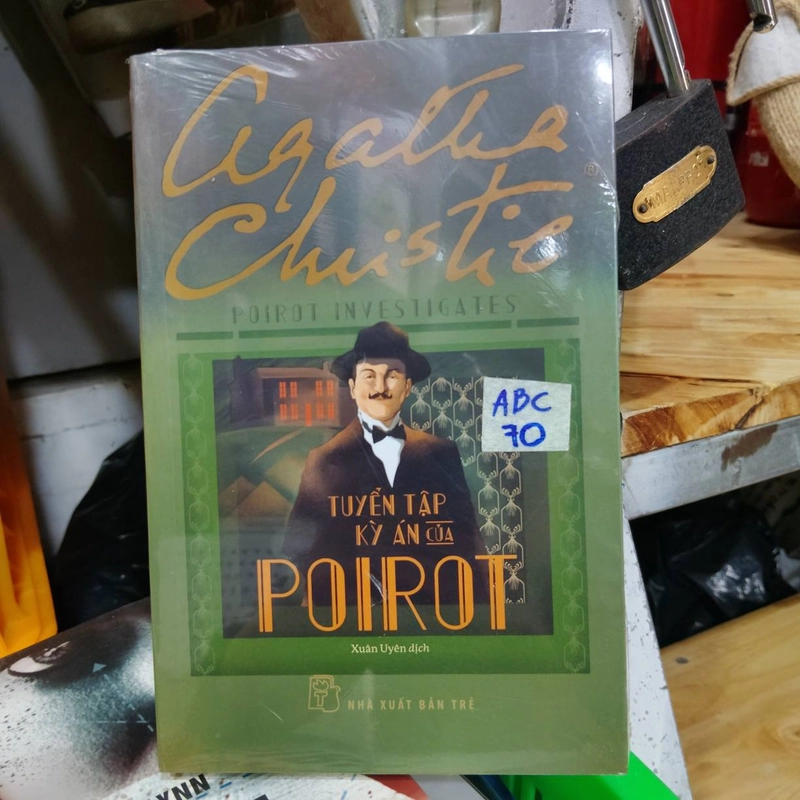 Agatha
Christie
®
POIROT INVESTIGATES
ABC
70
TUYỂN TẬP
KỲ ÁN CỦA
POIROT
Xuân Uyên dịch
NHÀ XUẤT BẢN TRẺ
YNN